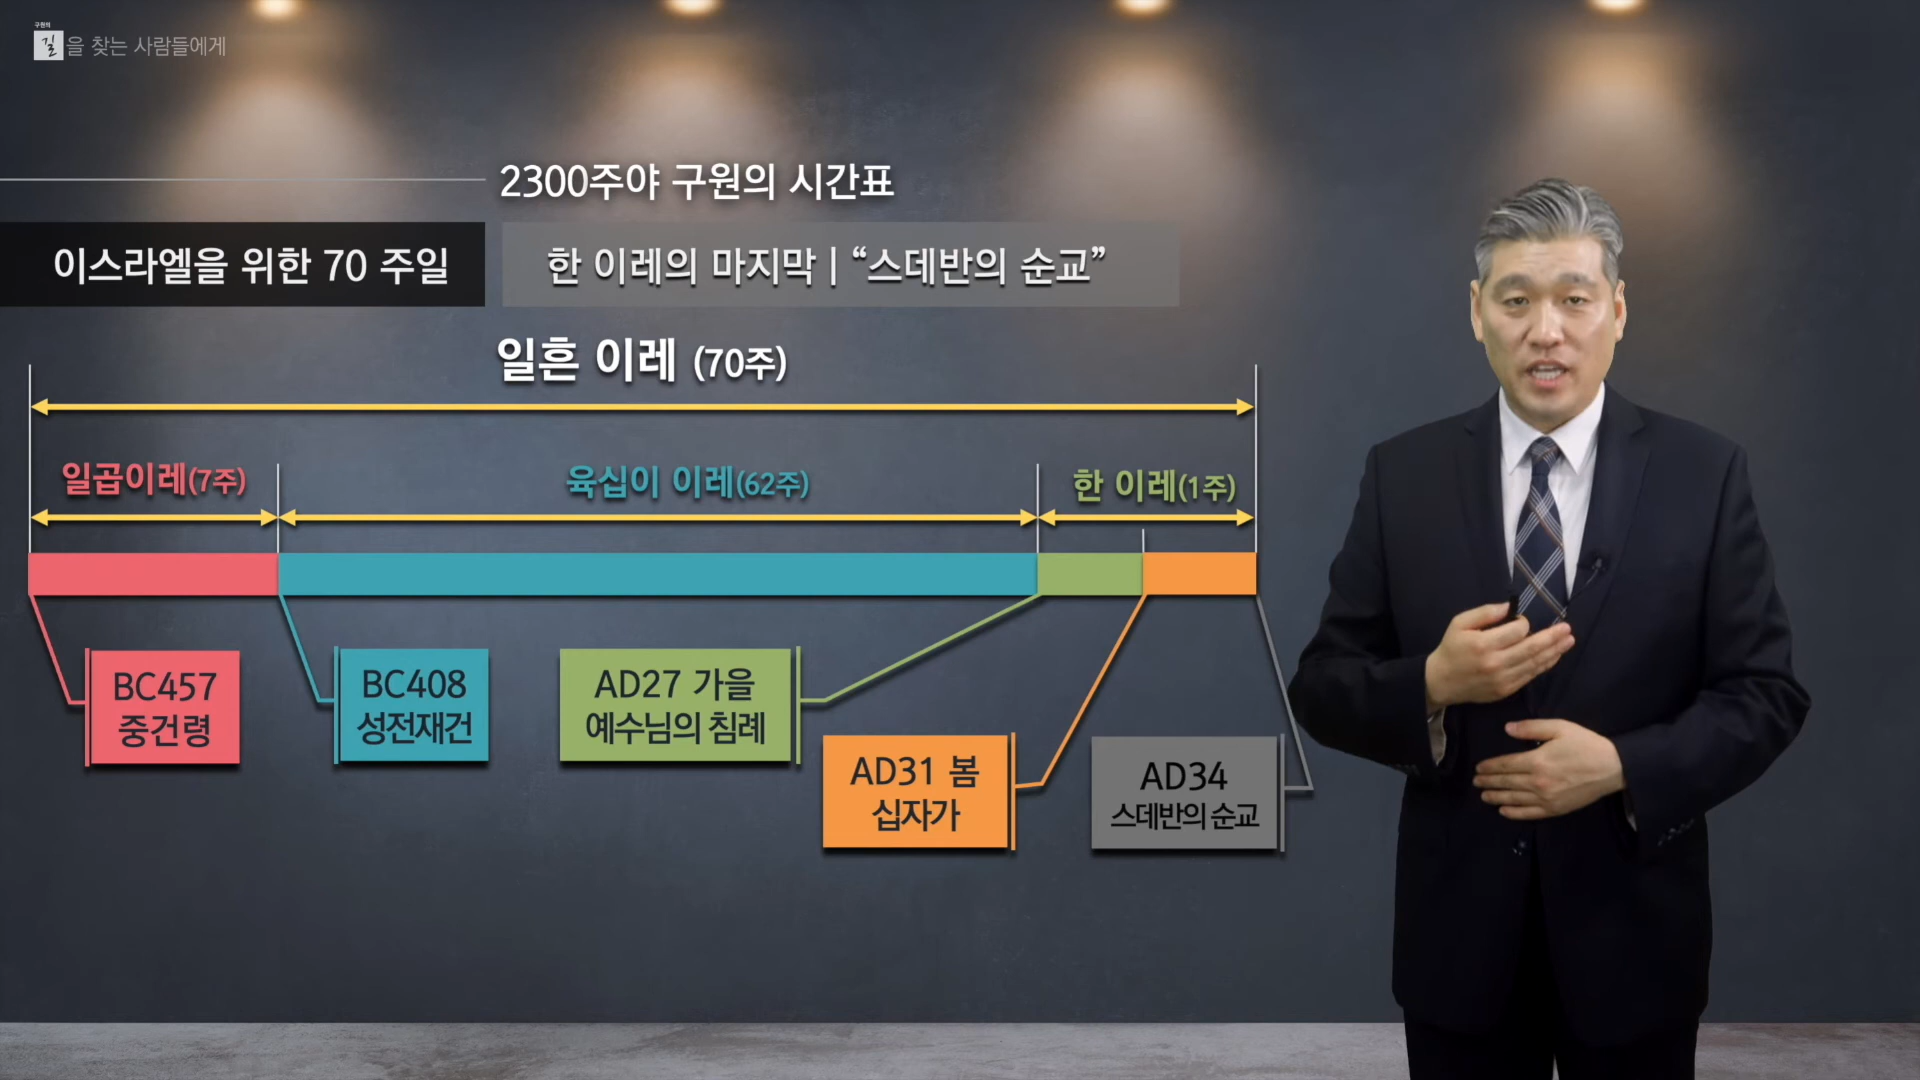 구원의
길을 찾는 사람들에게
2300주야 구원의 시간표
이스라엘을 위한 70 주일
한 이레의 마지막 | “스데반의 순교”
일흔 이레 (70주)
일곱이레(7주)
육십이 이레(62주)
한 이레(1주)
BC457
중건령
BC408
성전재건
AD27 가을
예수님의 침례
AD31 봄
십자가
AD34
스데반의 순교